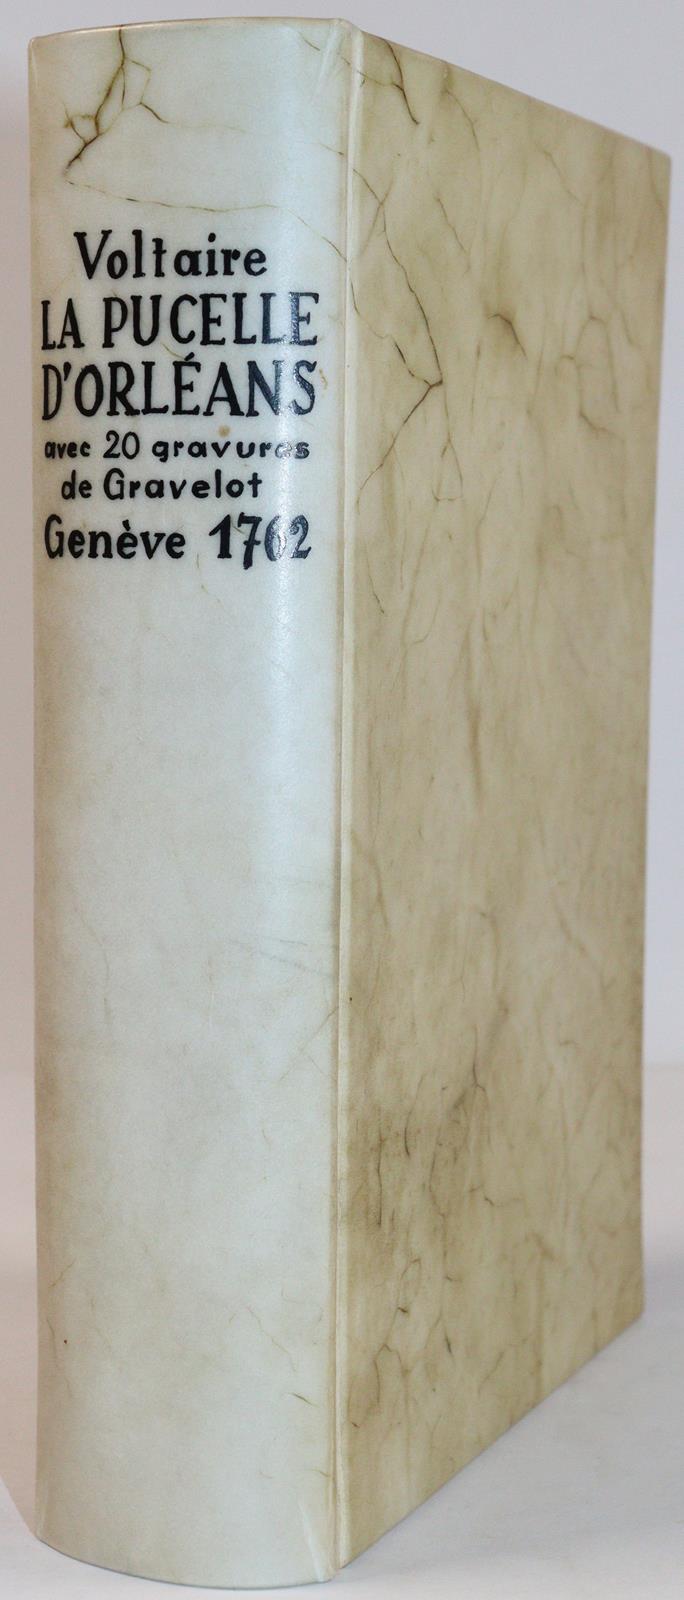 Voltaire
LA PUCELLE
D'ORLÉANS
avec 20 gravures
de Gravelot
Genève 1762